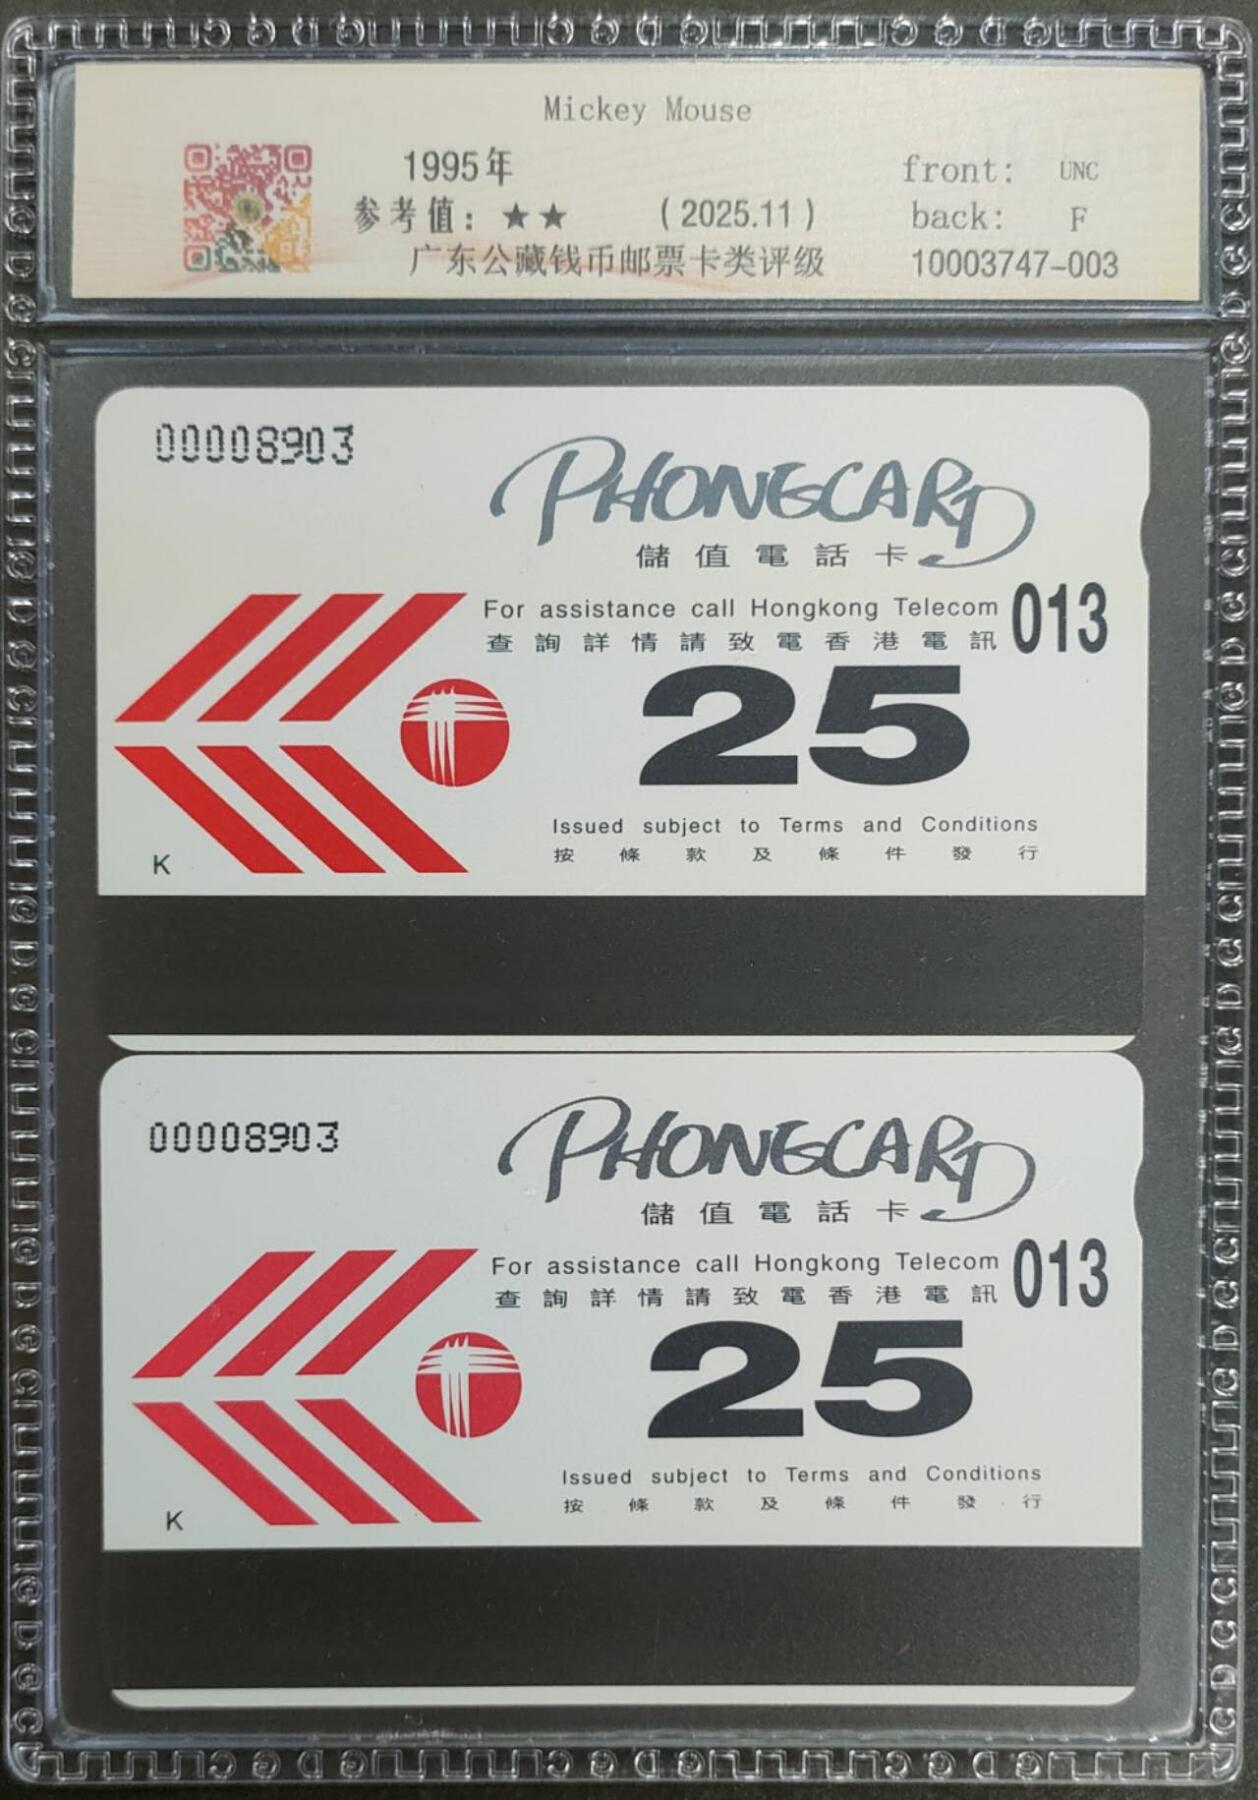 Mickey Mouse
1995年
front: UNC
参考值：★★ （2025.11）
back: F
广东公藏钱币邮票卡类评级
10003747-003
00008903
PHONECARD
儲值電話卡
For assistance call Hongkong Telecom 013
查詢詳情請致電香港電訊
25
Issued subject to Terms and Conditions
按條款及條件發行
K
00008903
PHONECARD
儲值電話卡
For assistance call Hongkong Telecom 013
查詢詳情請致電香港電訊
25
Issued subject to Terms and Conditions
按條款及條件發行
K